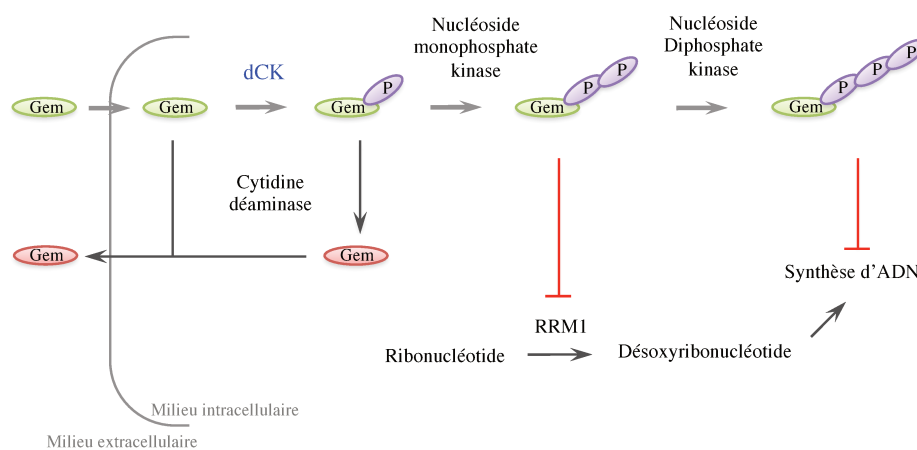 Nucléoside
monophosphate
kinase
Nucléoside
Diphosphate
kinase
dCK
Gem
Gem
Gem
P
Gem
P
P
Gem
P
P
P
Cytidine
déaminase
Gem
Gem
Synthèse d'ADN
RRM1
Ribonucléotide
Désoxyribonucléotide
Milieu intracellulaire
Milieu extracellulaire